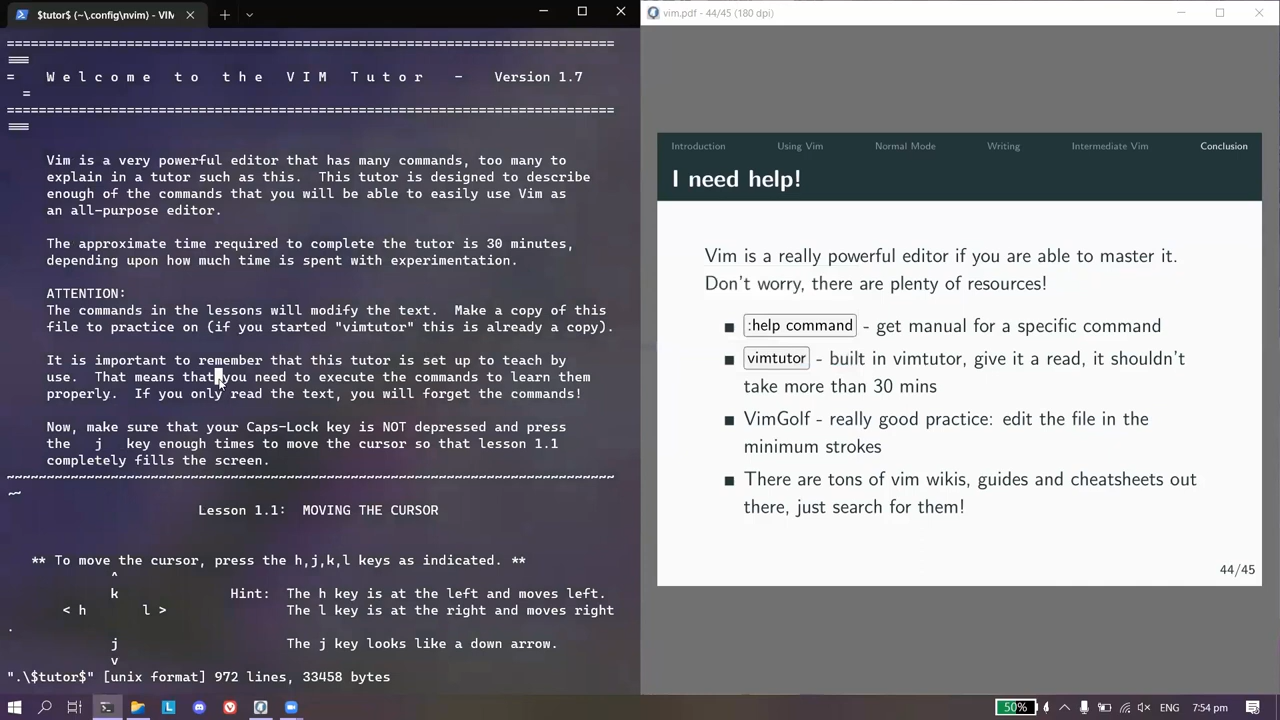 $tutor$ (~\.config\nvim) - VIM
===============================================================================
=    W e l c o m e   t o   t h e   V I M   T u t o r    -    Version 1.7      =
===============================================================================
Vim is a very powerful editor that has many commands, too many to
explain in a tutor such as this.  This tutor is designed to describe
enough of the commands that you will be able to easily use Vim as
an all-purpose editor.
The approximate time required to complete the tutor is 30 minutes,
depending upon how much time is spent with experimentation.
ATTENTION:
The commands in the lessons will modify the text.  Make a copy of this
file to practice on (if you started "vimtutor" this is already a copy).
It is important to remember that this tutor is set up to teach by
use.  That means that you need to execute the commands to learn them
properly.  If you only read the text, you will forget the commands!
Now, make sure that your Caps-Lock key is NOT depressed and press
the   j   key enough times to move the cursor so that lesson 1.1
completely fills the screen.
~~~~~~~~~~~~~~~~~~~~~~~~~~~~~~~~~~~~~~~~~~~~~~~~~~~~~~~~~~~~~~~~~~~~~~~~~~~~~~~
Lesson 1.1:  MOVING THE CURSOR
** To move the cursor, press the h,j,k,l keys as indicated. **
^
k              Hint:  The h key is at the left and moves left.
< h       l >               The l key is at the right and moves right
.
j                     The j key looks like a down arrow.
v
".\$tutor$" [unix format] 972 lines, 33458 bytes
vim.pdf - 44/45 (180 dpi)
Introduction Using Vim Normal Mode Writing Intermediate Vim Conclusion
I need help!
Vim is a really powerful editor if you are able to master it.
Don't worry, there are plenty of resources!
■ :help command - get manual for a specific command
■ vimtutor - built in vimtutor, give it a read, it shouldn't
take more than 30 mins
■ VimGolf - really good practice: edit the file in the
minimum strokes
■ There are tons of vim wikis, guides and cheatsheets out
there, just search for them!
44/45
50% ENG 7:54 pm